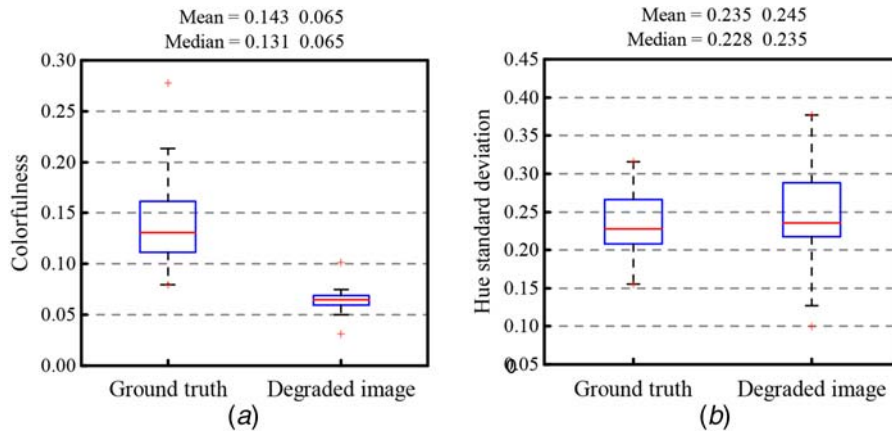 Mean = 0.143 0.065
Median = 0.131 0.065
0.30
0.25
0.20
0.15
0.10
0.05
0.00
Colorfulness
Ground truth Degraded image
(a)
Mean = 0.235 0.245
Median = 0.228 0.235
0.45
0.40
0.35
0.30
0.25
0.20
0.15
0.10
0.05
0
Hue standard deviation
Ground truth Degraded image
(b)